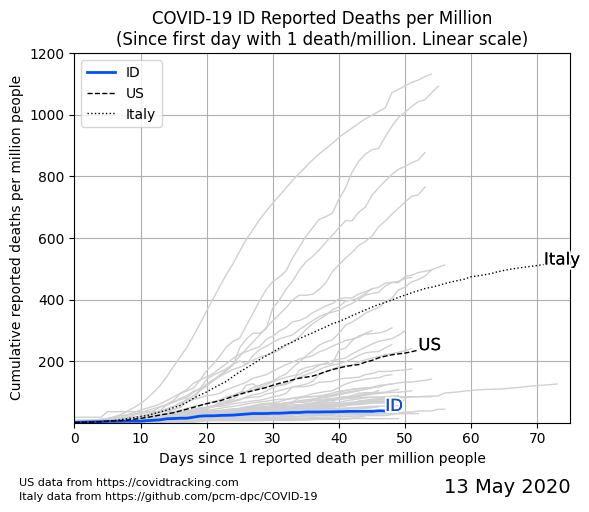 COVID-19 ID Reported Deaths per Million
(Since first day with 1 death/million. Linear scale)
Cumulative reported deaths per million people
1200
1000
800
600
400
200
ID
US
Italy
Italy
US
ID
0 10 20 30 40 50 60 70
Days since 1 reported death per million people
US data from https://covidtracking.com
Italy data from https://github.com/pcm-dpc/COVID-19
13 May 2020